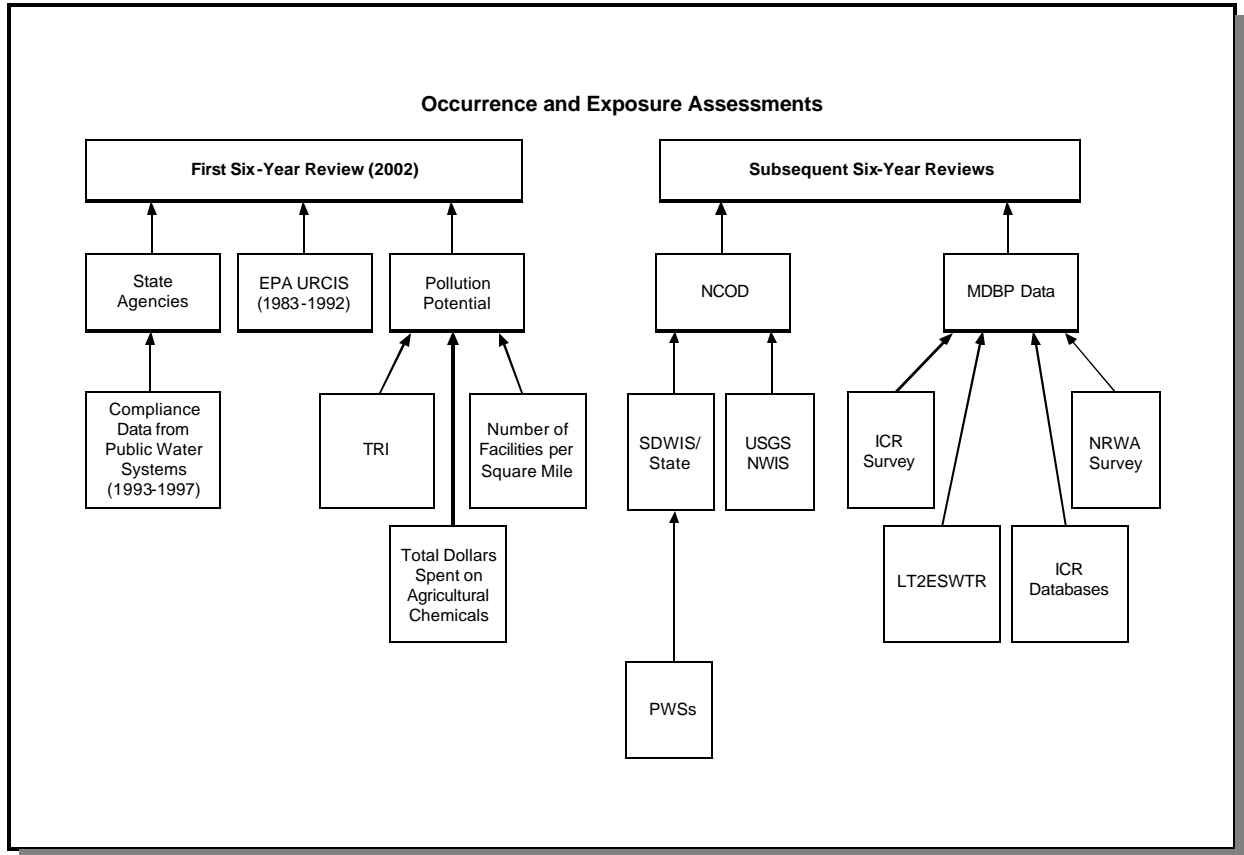 Occurrence and Exposure Assessments
First Six-Year Review (2002)
Subsequent Six-Year Reviews
State
Agencies
EPA URCIS
(1983-1992)
Pollution
Potential
NCOD
MDBP Data
Compliance
Data from
Public Water
Systems
(1993-1997)
TRI
Number of
Facilities per
Square Mile
SDWIS/
State
USGS
NWIS
ICR
Survey
NRWA
Survey
Total Dollars
Spent on
Agricultural
Chemicals
LT2ESWTR
ICR
Databases
PWSs